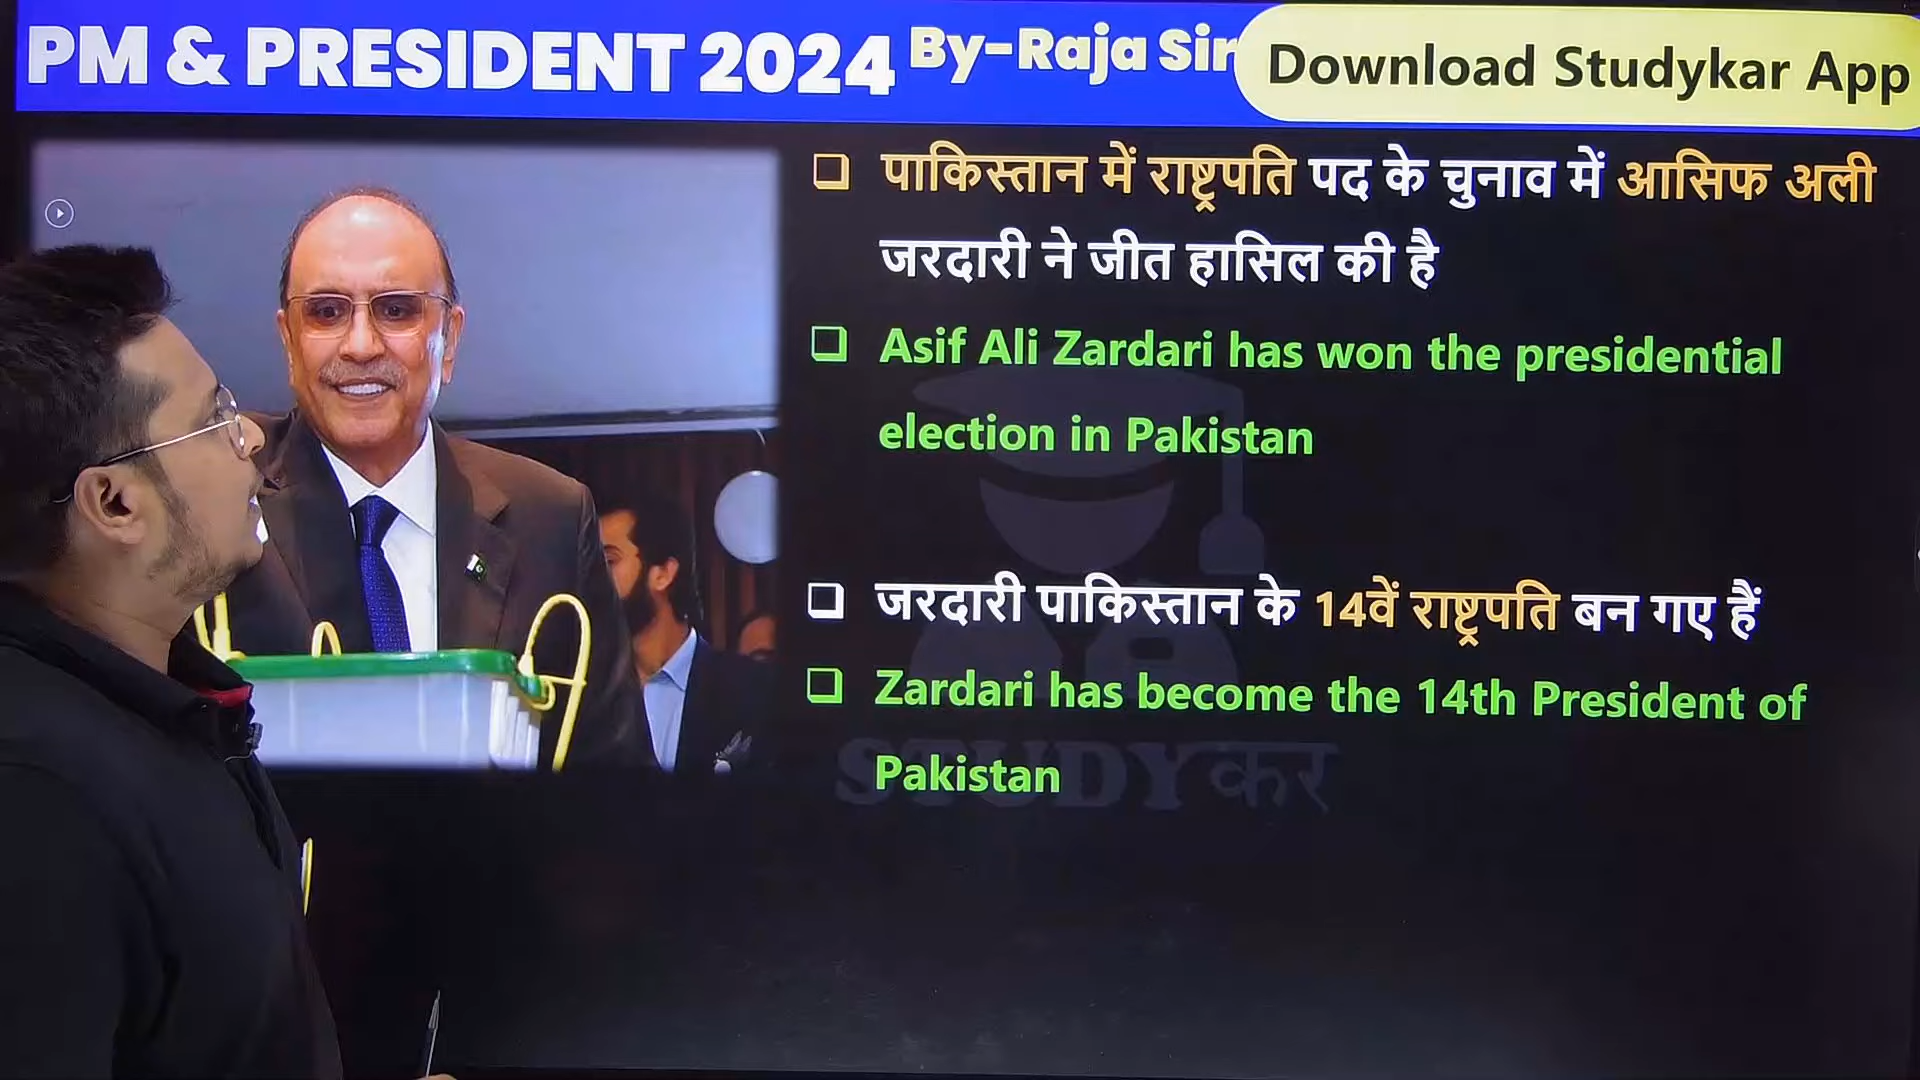 PM & PRESIDENT 2024 By-Raja Sir
Download Studykar App
पाकिस्तान में राष्ट्रपति पद के चुनाव में आसिफ अली
जरदारी ने जीत हासिल की है
Asif Ali Zardari has won the presidential
election in Pakistan
जरदारी पाकिस्तान के 14वें राष्ट्रपति बन गए हैं
Zardari has become the 14th President of
Pakistan
STUDYकर